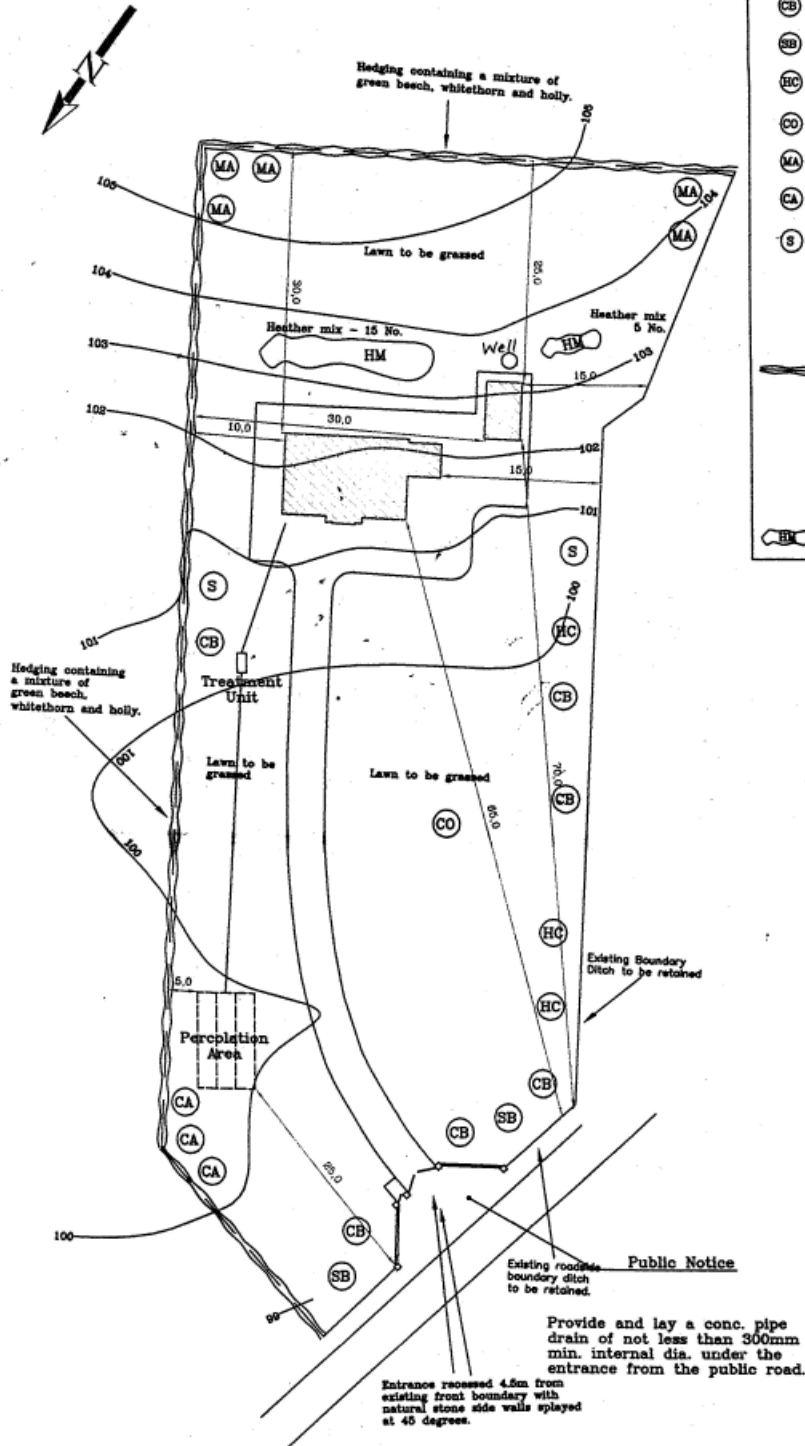 N
Hedging containing a mixture of
green beech, whitethorn and holly.
CB
SB
HC
CO
MA
CA
S
HM
105
MA
MA
MA
105
MA
104
MA
Lawn to be grassed
30,0
25,0
104
Heather mix - 15 No.
HM
Well
Heather mix
5 No.
HM
103
103
15,0
102
10,0
30,0
102
15,0
101
S
S
100
CB
HC
101
Hedging containing
a mixture of
green beech,
whitethorn and holly.
Treatment
Unit
CB
100
Lawn to be
grassed
Lawn to be grassed
70,0
CB
65,0
CO
100
HC
Existing Boundary
Ditch to be retained
5,0
HC
Percolation
Area
CB
CA
SB
CB
CA
CA
25,0
CB
100
SB
99
Existing roadside
boundary ditch
to be retained.
Public Notice
Provide and lay a conc. pipe
drain of not less than 300mm
min. internal dia. under the
entrance from the public road.
Entrance recessed 4.5m from
existing front boundary with
natural stone side walls splayed
at 45 degrees.